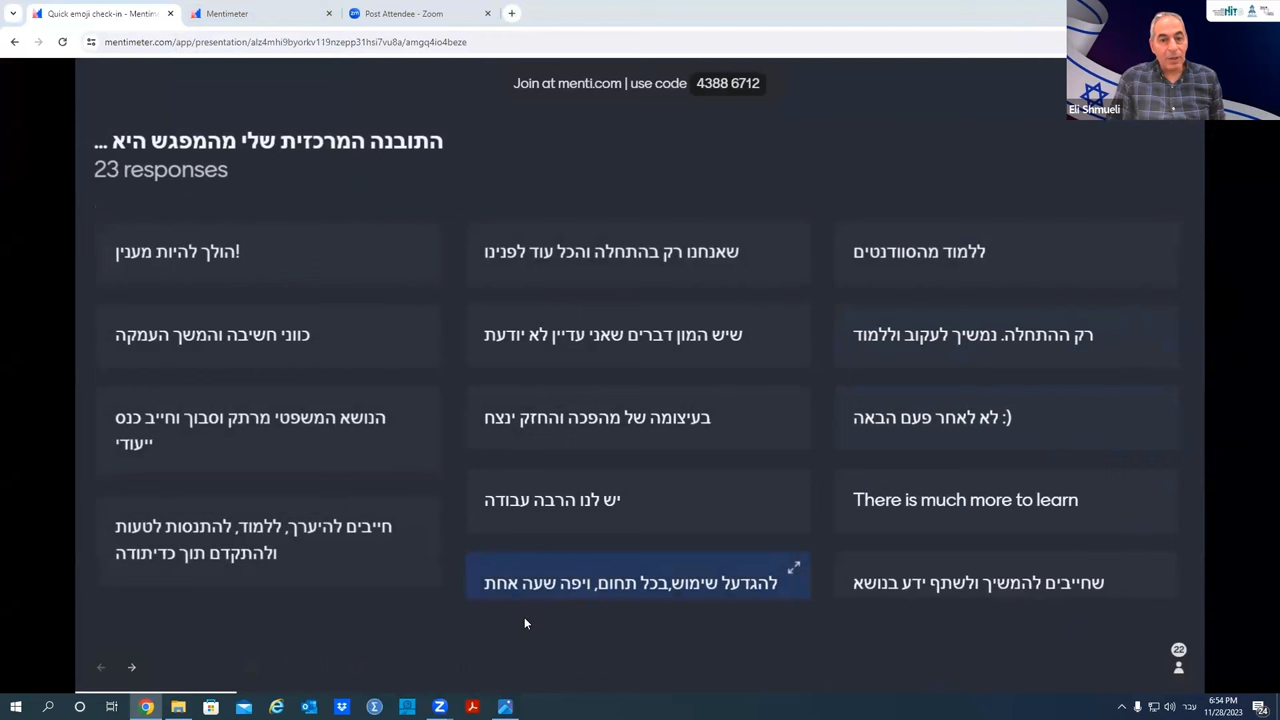 Quick emoji check-in - Mentime
Mentimeter
Post Attendee - Zoom
mentimeter.com/app/presentation/alz4mhi9byorkv119nzepp31hsi7vu3v/amgq4io4beze
Eli Shmueli
Join at menti.com | use code 4388 6712
התובנה המרכזית שלי מהמפגש היא ...
23 responses
הולך להיות מענין!
שאנחנו רק בהתחלה והכל עוד לפנינו
ללמוד מהסוודנטים
כווני חשיבה והמשך העמקה
שיש המון דברים שאני עדיין לא יודעת
רק ההתחלה. נמשיך לעקוב וללמוד
הנושא המשפטי מרתק וסבוך וחייב כנס
ייעודי
בעיצומה של מהפכה והחזק ינצח
לא לאחר פעם הבאה :)
יש לנו הרבה עבודה
There is much more to learn
חייבים להיערך, ללמוד, להתנסות לטעות
ולהתקדם תוך כדיתודה
להגדעל שימוש,בכל תחום, ויפה שעה אחת
שחייבים להמשיך ולשתף ידע בנושא
22
עבר
6:54 PM
11/28/2023
24